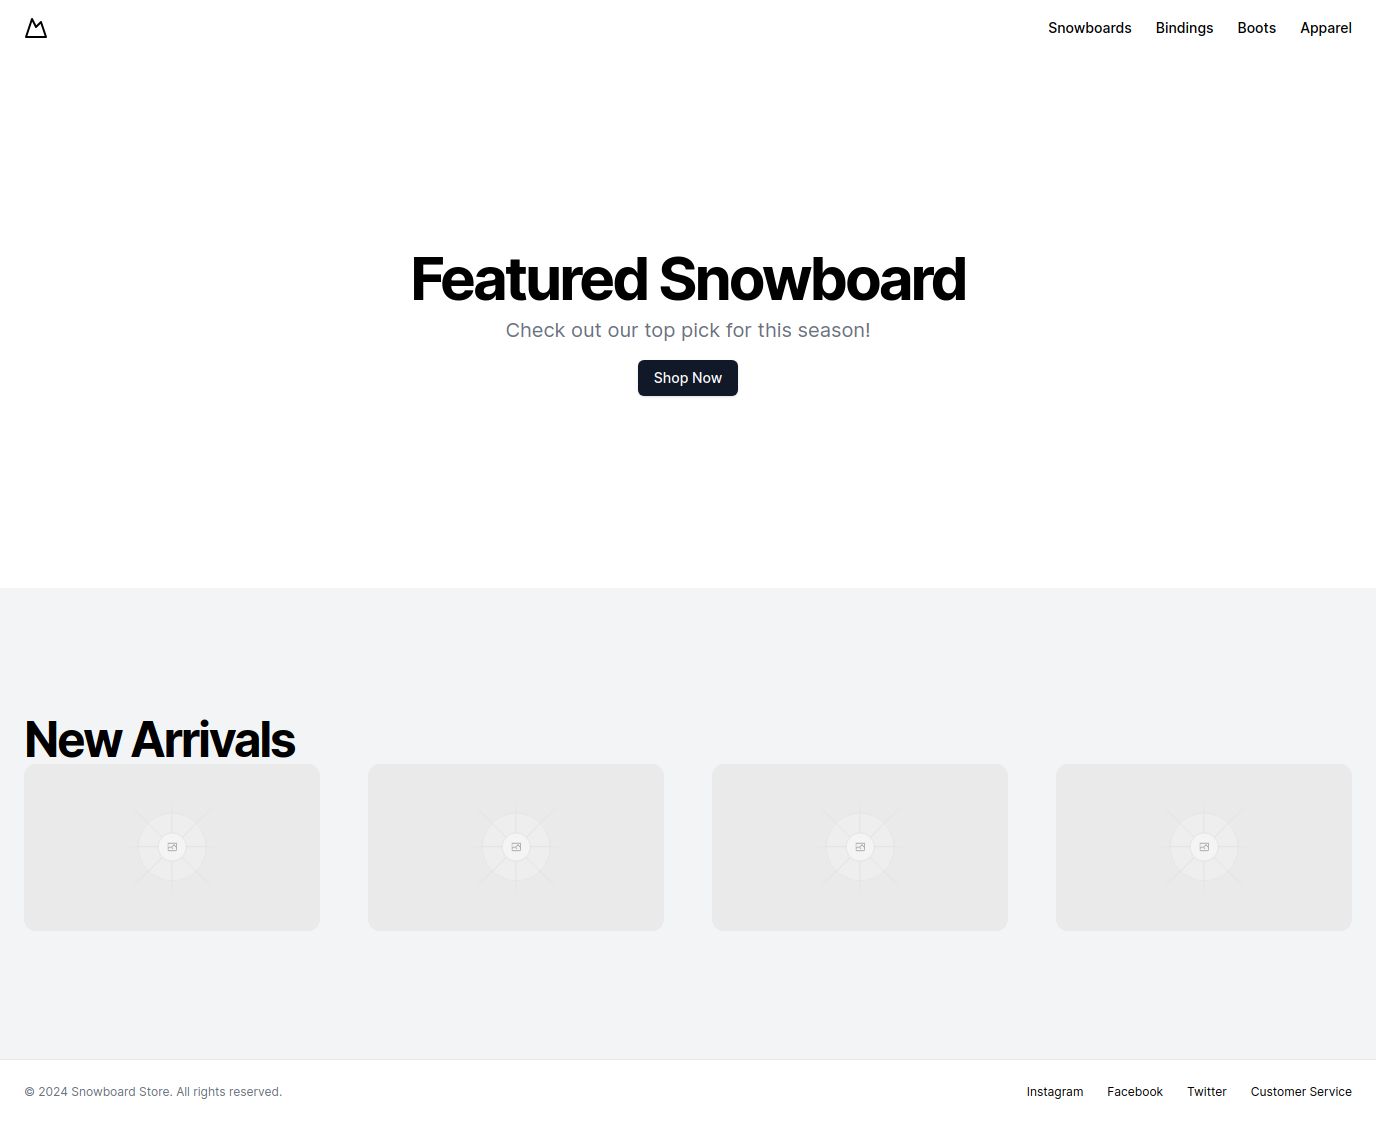 Snowboards Bindings Boots Apparel
Featured Snowboard
Check out our top pick for this season!
Shop Now
New Arrivals
© 2024 Snowboard Store. All rights reserved. Instagram Facebook Twitter Customer Service